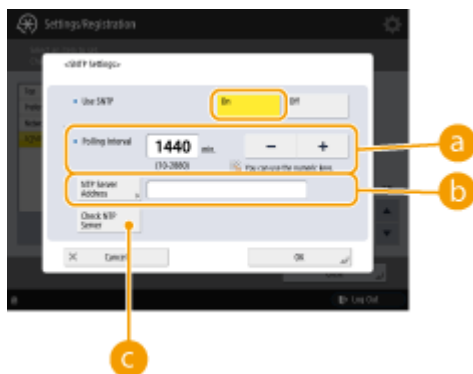 Settings/Registration
<SNTP Settings>
Use SNTP
On
Off
Polling Interval
1440 min.
- +
(10-2880)
You can use the numeric keys.
a
NTP Server
Address
b
Check NTP
Server
Cancel
OK
Log Out
c